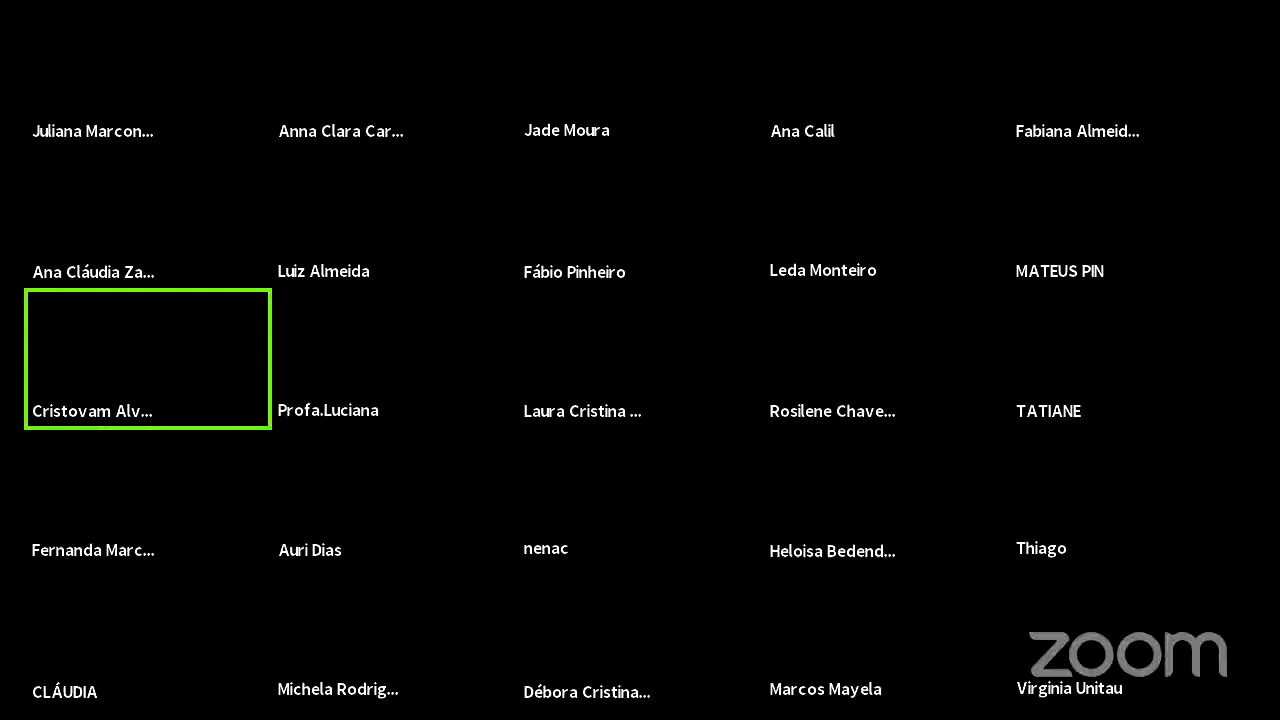 Juliana Marcon...
Anna Clara Car...
Jade Moura
Ana Calil
Fabiana Almeid...
Ana Cláudia Za...
Luiz Almeida
Fábio Pinheiro
Leda Monteiro
MATEUS PIN
Cristovam Alv...
Profa.Luciana
Laura Cristina ...
Rosilene Chave...
TATIANE
Fernanda Marc...
Auri Dias
nenac
Heloisa Bedend...
Thiago
zoom
CLÁUDIA
Michela Rodrig...
Débora Cristina...
Marcos Mayela
Virginia Unitau